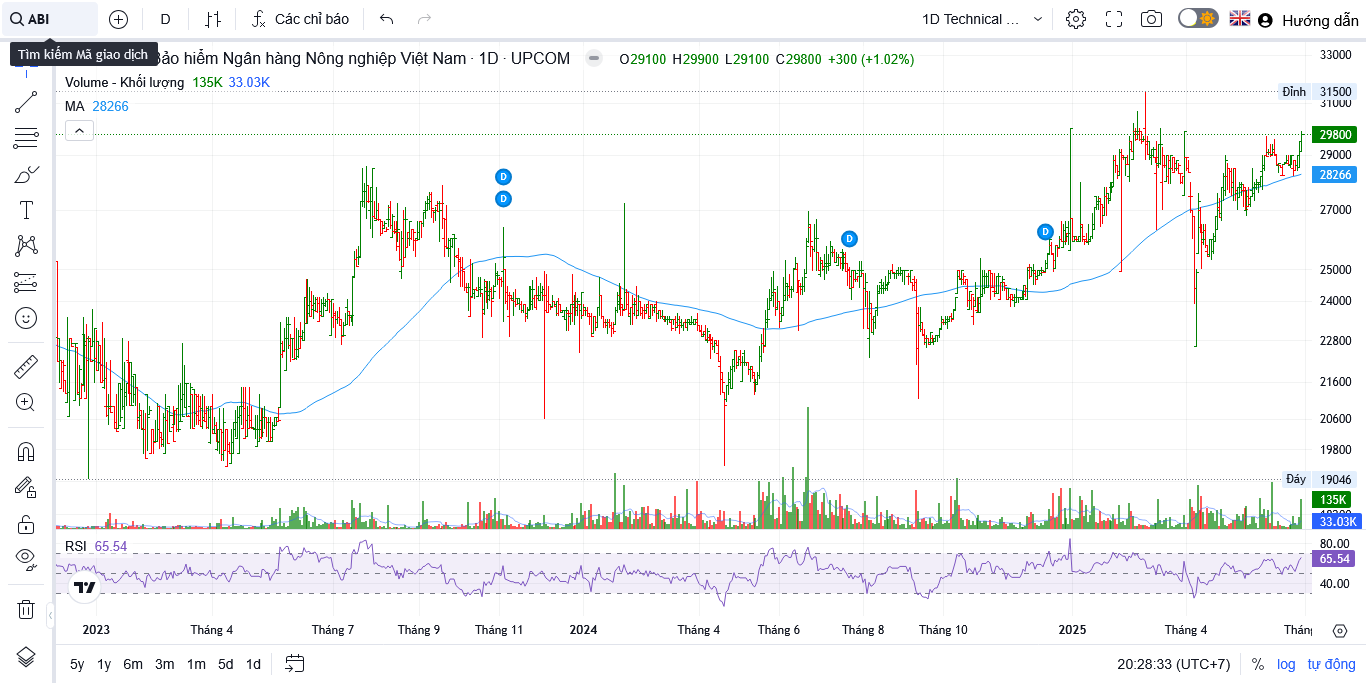 ABI D Các chỉ báo 1D Technical ... Hướng dẫn
Tìm kiếm Mã giao dịch
Bảo hiểm Ngân hàng Nông nghiệp Việt Nam · 1D · UPCOM O29100 H29900 L29100 C29800 +300 (+1.02%)
Volume - Khối lượng 135K 33.03K
MA 28266
33000
Đỉnh 31500
31000
29800
29000
28266
27000
D
D
D
D
25000
24000
22800
21600
20600
19800
Đáy 19046
135K
33.03K
RSI 65.54
80.00
65.54
40.00
2023 Tháng 4 Tháng 7 Tháng 9 Tháng 11 2024 Tháng 4 Tháng 6 Tháng 8 Tháng 10 2025 Tháng 4 Tháng
5y 1y 6m 3m 1m 5d 1d 20:28:33 (UTC+7) % log tự động